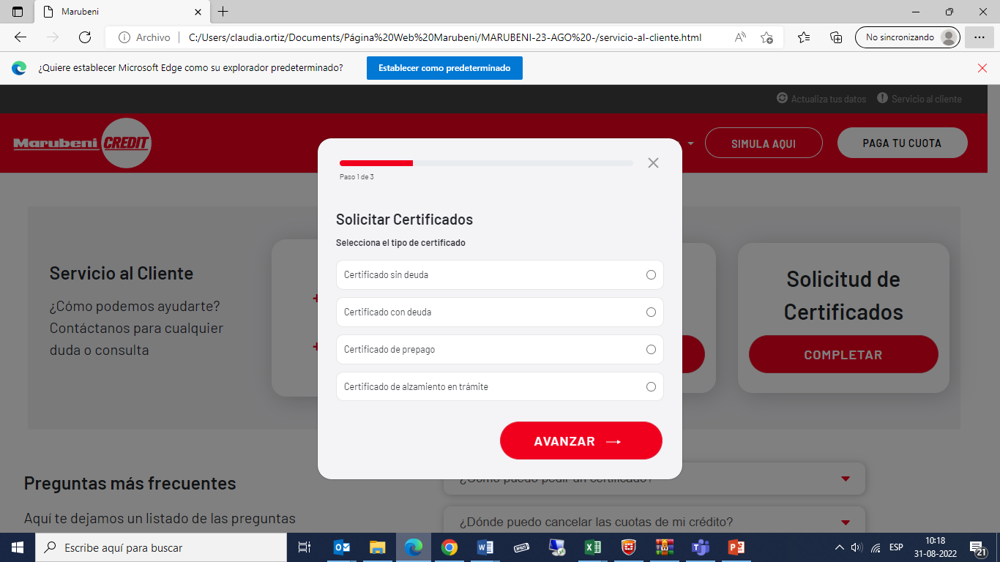 Marubeni
Archivo
C:/Users/claudia.ortiz/Documents/Página%20Web%20Marubeni/MARUBENI-23-AGO%20-/servicio-al-cliente.html
No sincronizando
¿Quiere establecer Microsoft Edge como su explorador predeterminado?
Establecer como predeterminado
Actualiza tus datos
Servicio al cliente
Marubeni CREDIT
SIMULA AQUI
PAGA TU CUOTA
Paso 1 de 3
Solicitar Certificados
Selecciona el tipo de certificado
Certificado sin deuda
Certificado con deuda
Certificado de prepago
Certificado de alzamiento en trámite
AVANZAR
Servicio al Cliente
¿Cómo podemos ayudarte?
Contáctanos para cualquier
duda o consulta
Solicitud de
Certificados
COMPLETAR
Preguntas más frecuentes
Aquí te dejamos un listado de las preguntas
¿Cómo puedo pedir un certificado?
¿Dónde puedo cancelar las cuotas de mi crédito?
Escribe aquí para buscar
ESP
10:18
31-08-2022
21